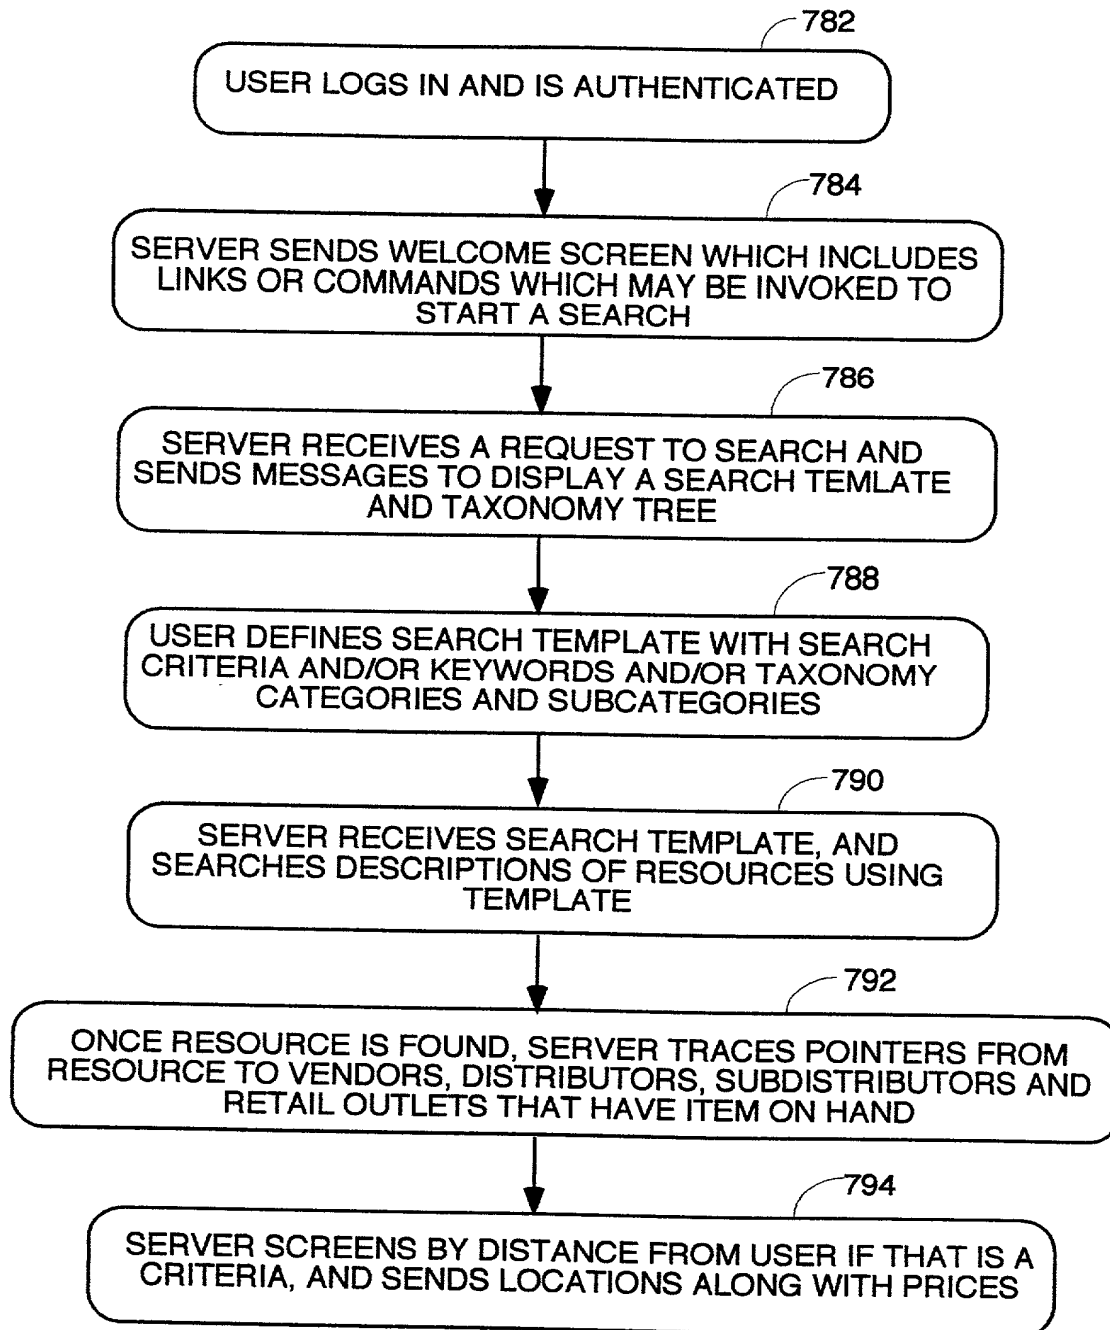 782
USER LOGS IN AND IS AUTHENTICATED
784
SERVER SENDS WELCOME SCREEN WHICH INCLUDES
LINKS OR COMMANDS WHICH MAY BE INVOKED TO
START A SEARCH
786
SERVER RECEIVES A REQUEST TO SEARCH AND
SENDS MESSAGES TO DISPLAY A SEARCH TEMLATE
AND TAXONOMY TREE
788
USER DEFINES SEARCH TEMPLATE WITH SEARCH
CRITERIA AND/OR KEYWORDS AND/OR TAXONOMY
CATEGORIES AND SUBCATEGORIES
790
SERVER RECEIVES SEARCH TEMPLATE, AND
SEARCHES DESCRIPTIONS OF RESOURCES USING
TEMPLATE
792
ONCE RESOURCE IS FOUND, SERVER TRACES POINTERS FROM
RESOURCE TO VENDORS, DISTRIBUTORS, SUBDISTRIBUTORS AND
RETAIL OUTLETS THAT HAVE ITEM ON HAND
794
SERVER SCREENS BY DISTANCE FROM USER IF THAT IS A
CRITERIA, AND SENDS LOCATIONS ALONG WITH PRICES